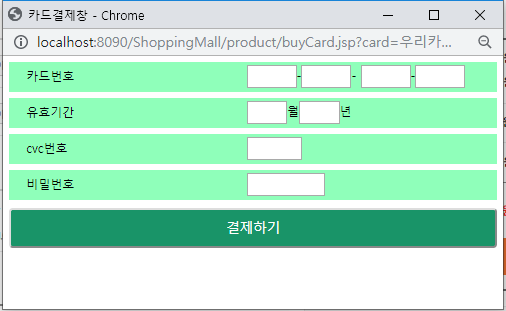 카드결제창 - Chrome
localhost:8090/ShoppingMall/product/buyCard.jsp?card=우리카...
카드번호 - - -
유효기간 월 년
cvc번호
비밀번호
결제하기